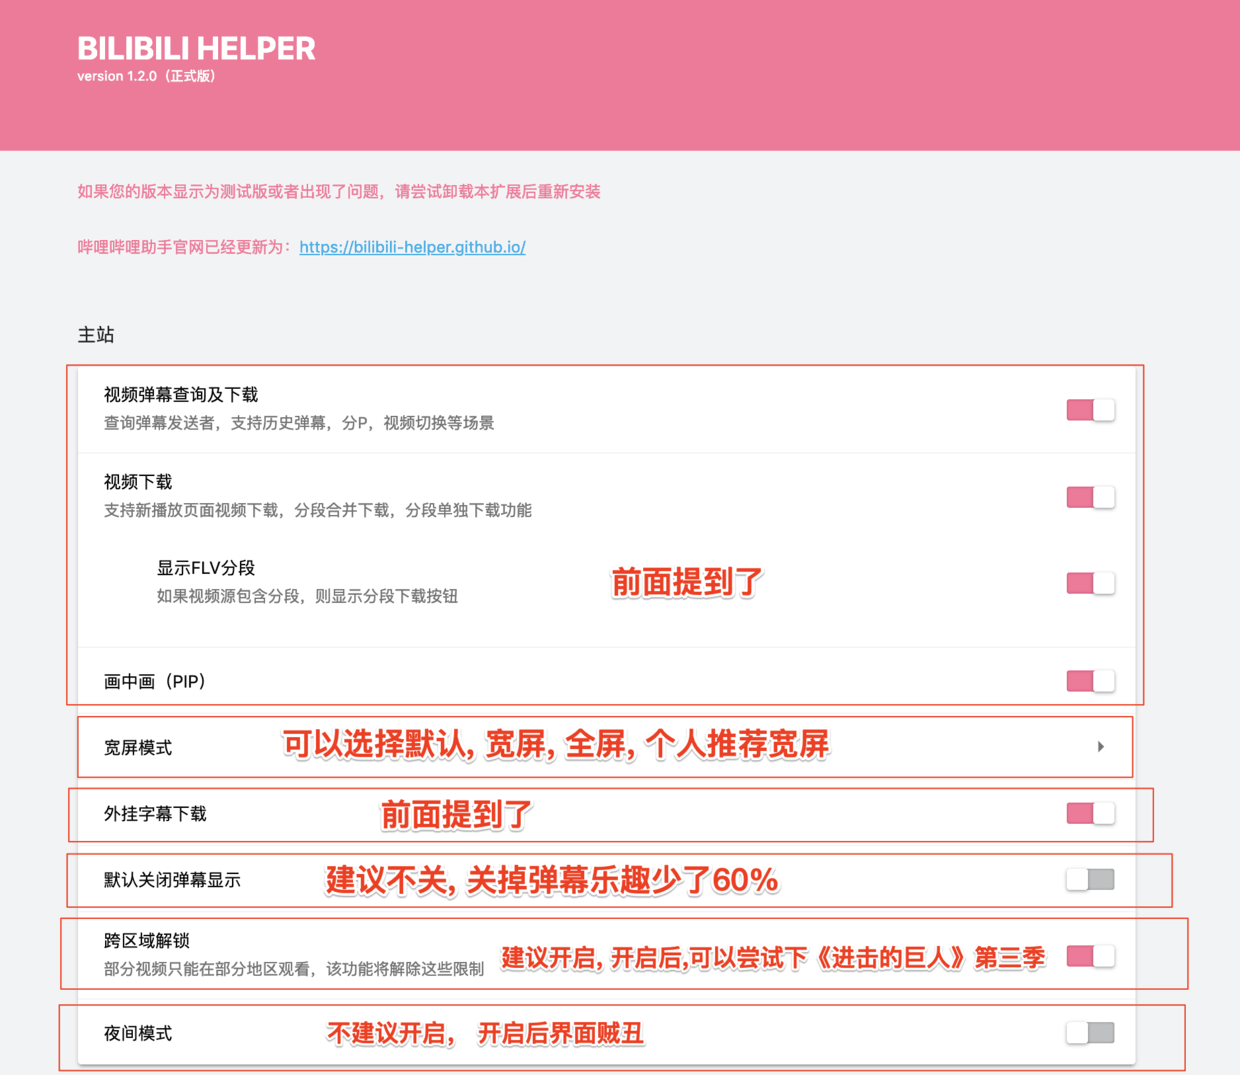 BILIBILI HELPER
version 1.2.0（正式版）
如果您的版本显示为测试版或者出现了问题，请尝试卸载本扩展后重新安装
哔哩哔哩助手官网已经更新为：https://bilibili-helper.github.io/
主站
视频弹幕查询及下载
查询弹幕发送者，支持历史弹幕，分P，视频切换等场景
视频下载
支持新播放页面视频下载，分段合并下载，分段单独下载功能
显示FLV分段
如果视频源包含分段，则显示分段下载按钮
前面提到了
画中画（PIP）
宽屏模式
可以选择默认, 宽屏, 全屏, 个人推荐宽屏
外挂字幕下载
前面提到了
默认关闭弹幕显示
建议不关, 关掉弹幕乐趣少了60%
跨区域解锁
部分视频只能在部分地区观看，该功能将解除这些限制
建议开启, 开启后,可以尝试下《进击的巨人》第三季
夜间模式
不建议开启， 开启后界面贼丑